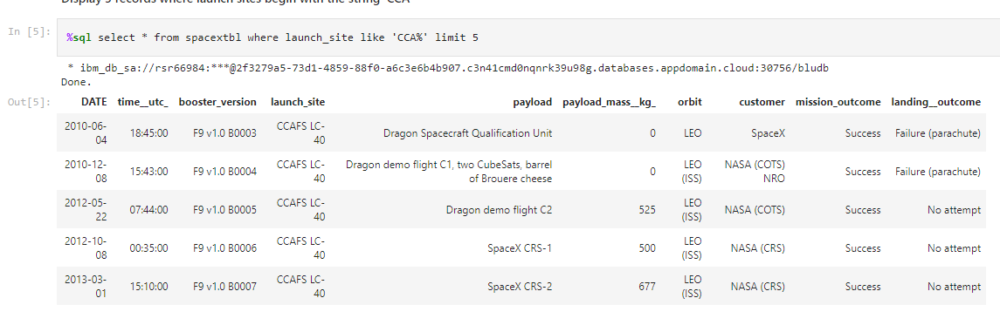 Display 5 records where launch sites begin with the string 'CCA'
In [5]: %sql select * from spacextbl where launch_site like 'CCA%' limit 5
* ibm_db_sa://rsr66984:***@2f3279a5-73d1-4859-88f0-a6c3e6b4b907.c3n41cmd0nqnrk39u98g.databases.appdomain.cloud:30756/bludb
Done.
Out[5]: DATE time__utc_ booster_version launch_site payload payload_mass__kg_ orbit customer mission_outcome landing__outcome
2010-06-04 18:45:00 F9 v1.0 B0003 CCAFS LC-40 Dragon Spacecraft Qualification Unit 0 LEO SpaceX Success Failure (parachute)
2010-12-08 15:43:00 F9 v1.0 B0004 CCAFS LC-40 Dragon demo flight C1, two CubeSats, barrel of Brouere cheese 0 LEO (ISS) NASA (COTS) NRO Success Failure (parachute)
2012-05-22 07:44:00 F9 v1.0 B0005 CCAFS LC-40 Dragon demo flight C2 525 LEO (ISS) NASA (COTS) Success No attempt
2012-10-08 00:35:00 F9 v1.0 B0006 CCAFS LC-40 SpaceX CRS-1 500 LEO (ISS) NASA (CRS) Success No attempt
2013-03-01 15:10:00 F9 v1.0 B0007 CCAFS LC-40 SpaceX CRS-2 677 LEO (ISS) NASA (CRS) Success No attempt